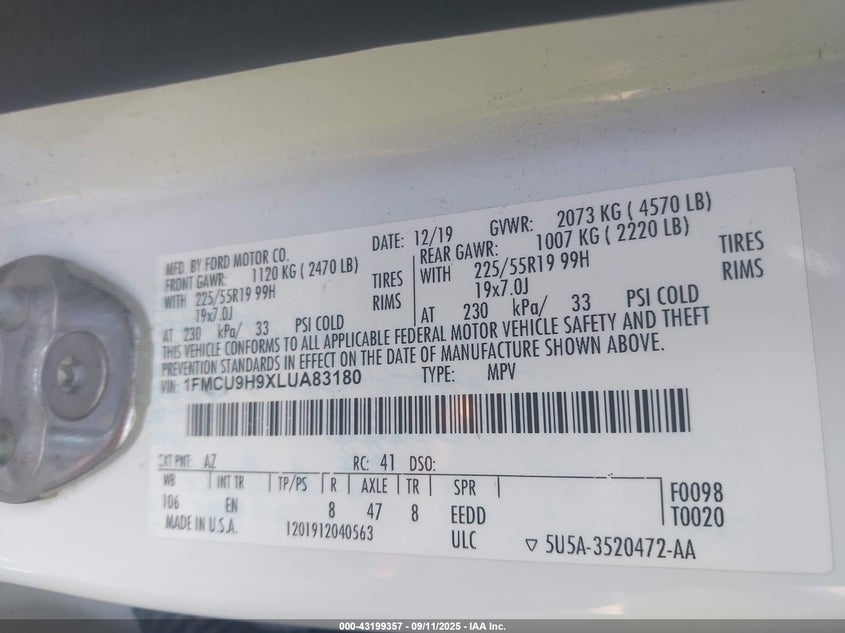 MFD. BY FORD MOTOR CO.
DATE: 12/19
GVWR: 2073 KG ( 4570 LB)
FRONT GAWR: 1120 KG ( 2470 LB)
REAR GAWR: 1007 KG ( 2220 LB)
WITH 225/55R19 99H TIRES
WITH 225/55R19 99H TIRES
19x7.0J RIMS
19x7.0J RIMS
AT 230 kPa/ 33 PSI COLD
AT 230 kPa/ 33 PSI COLD
THIS VEHICLE CONFORMS TO ALL APPLICABLE FEDERAL MOTOR VEHICLE SAFETY AND THEFT
PREVENTION STANDARDS IN EFFECT ON THE DATE OF MANUFACTURE SHOWN ABOVE.
VIN: 1FMCU9H9XLUA83180
TYPE: MPV
EXT PNT: AZ RC: 41 DSO:
WB | INT TR | TP/PS | R | AXLE | TR | SPR
106 EN 8 47 8 EEDD
F0098
T0020
MADE IN U.S.A. 1201912040563 ULC
▽ 5U5A-3520472-AA
000-43199357 - 09/11/2025 - IAA Inc.